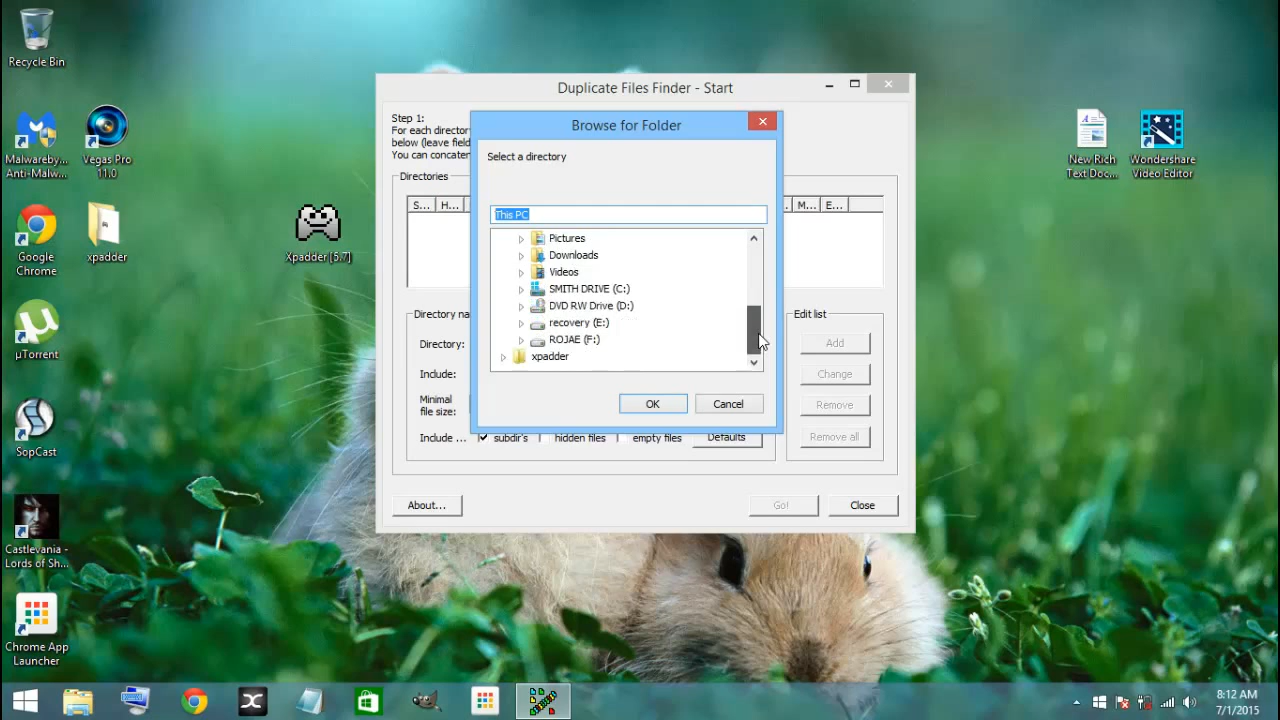 Recycle Bin
Malwareby...
Anti-Malw...
Vegas Pro
11.0
Google
Chrome
xpadder
Xpadder [5.7]
µTorrent
SopCast
Castlevania -
Lords of Sh...
Chrome App
Launcher
New Rich
Text Doc...
Wondershare
Video Editor
Duplicate Files Finder - Start
Step 1:
For each directory
below (leave field
You can concaten
Directories
S... H...
M... E...
Directory na
Directory:
Include:
Minimal
file size:
Include ... subdir's hidden files empty files Defaults
Edit list
Add
Change
Remove
Remove all
About... Go! Close
Browse for Folder
Select a directory
This PC
Pictures
Downloads
Videos
SMITH DRIVE (C:)
DVD RW Drive (D:)
recovery (E:)
ROJAE (F:)
xpadder
OK Cancel
8:12 AM
7/1/2015